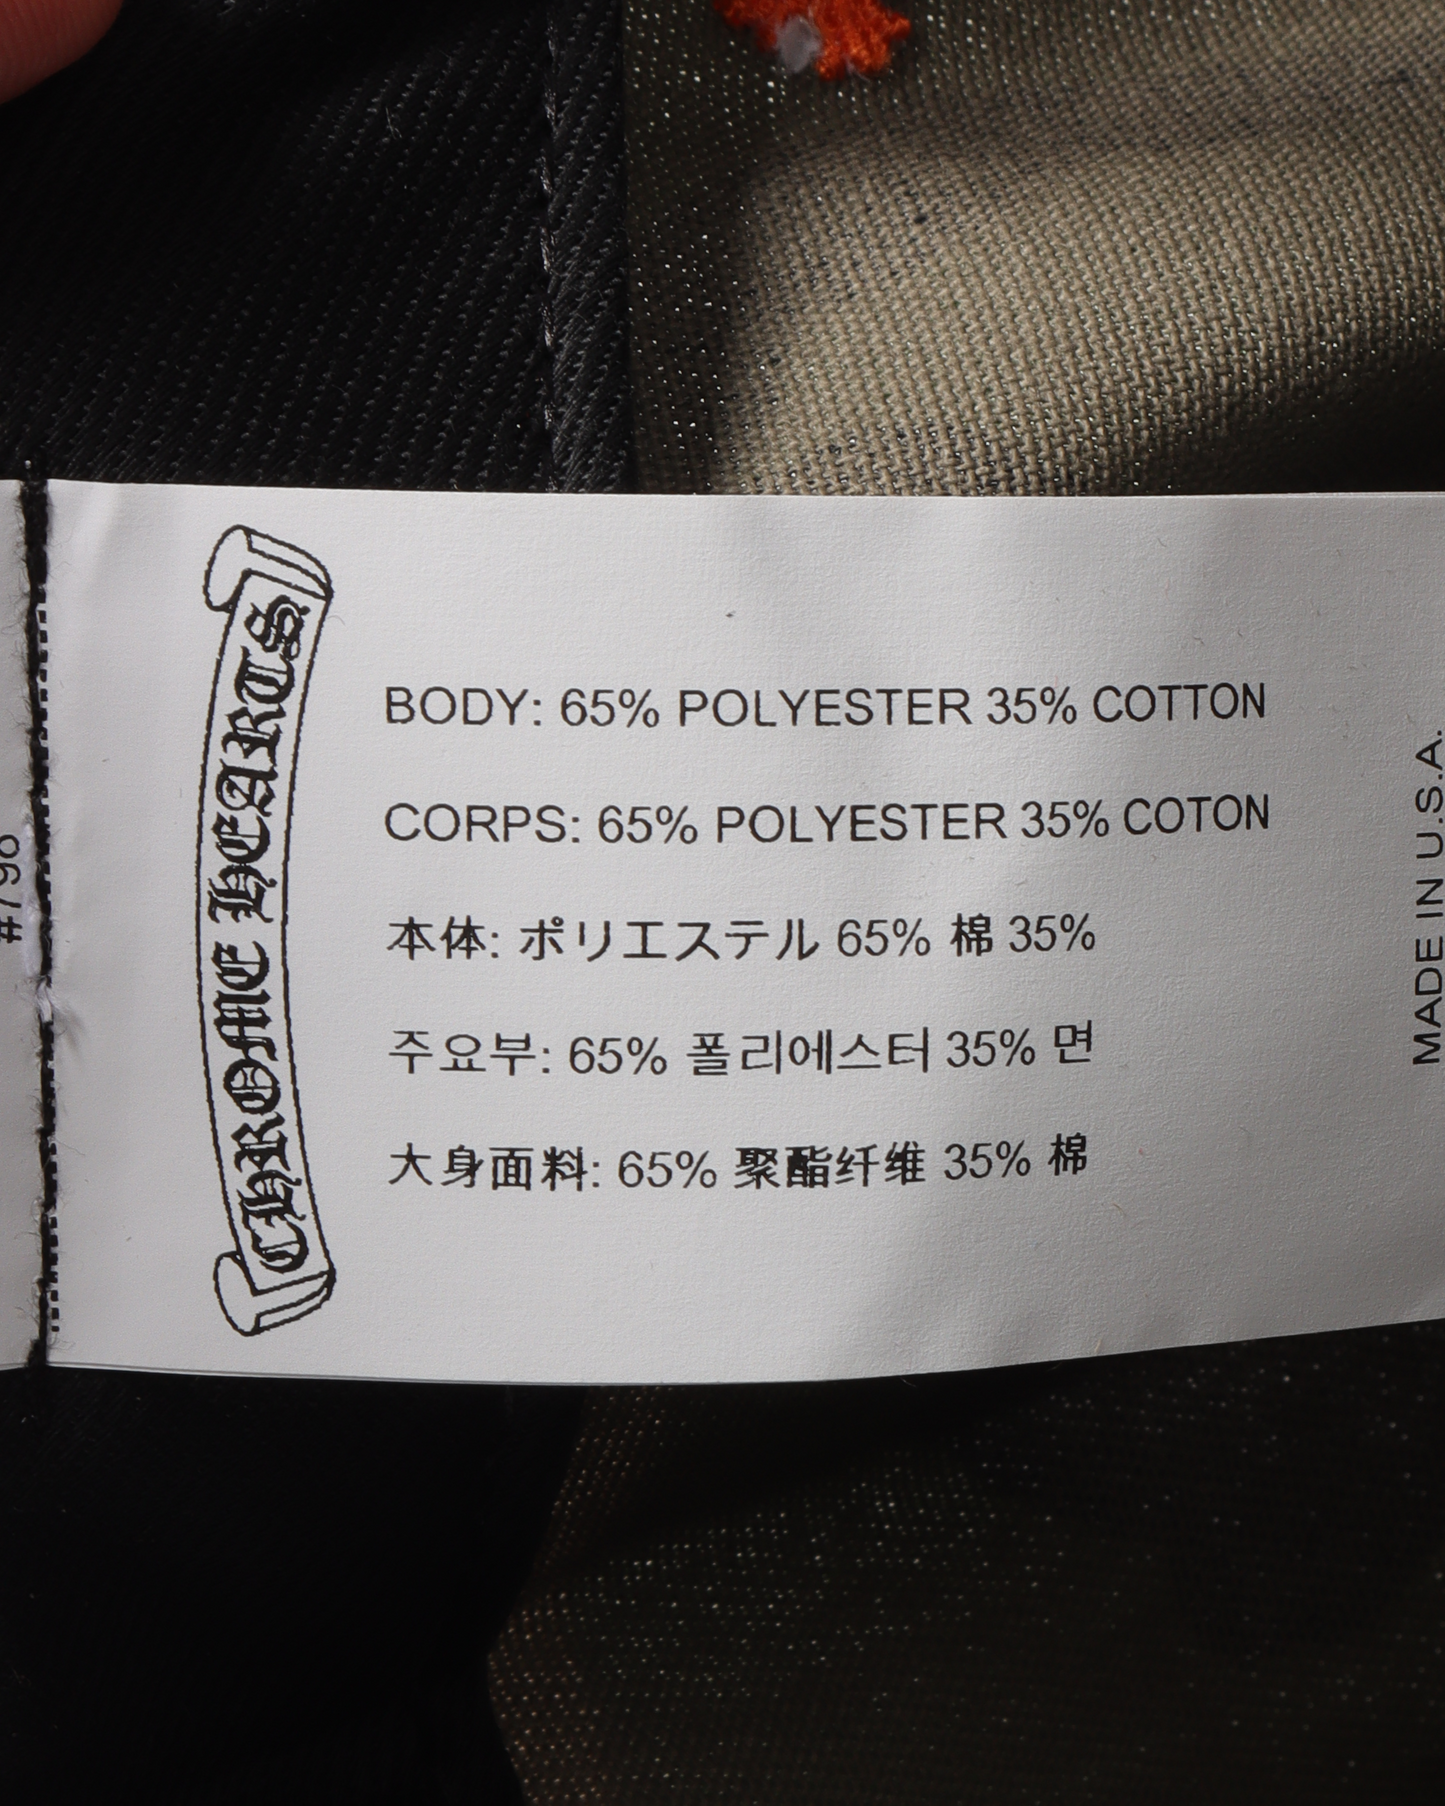 CHROME HEARTS
BODY: 65% POLYESTER 35% COTTON
CORPS: 65% POLYESTER 35% COTON
本体: ポリエステル 65% 棉 35%
주요부: 65% 폴리에스터 35% 면
大身面料: 65% 聚酯纤维 35% 棉
MADE IN U.S.A.